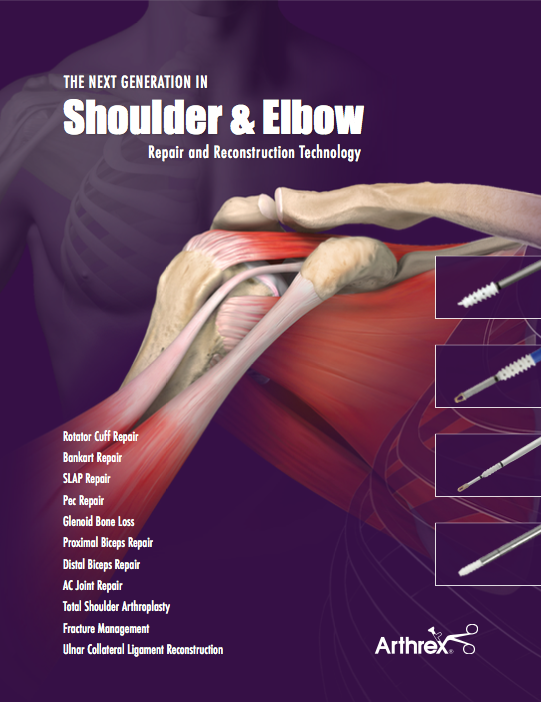 THE NEXT GENERATION IN
Shoulder & Elbow
Repair and Reconstruction Technology
Rotator Cuff Repair
Bankart Repair
SLAP Repair
Pec Repair
Glenoid Bone Loss
Proximal Biceps Repair
Distal Biceps Repair
AC Joint Repair
Total Shoulder Arthroplasty
Fracture Management
Ulnar Collateral Ligament Reconstruction
Arthrex®